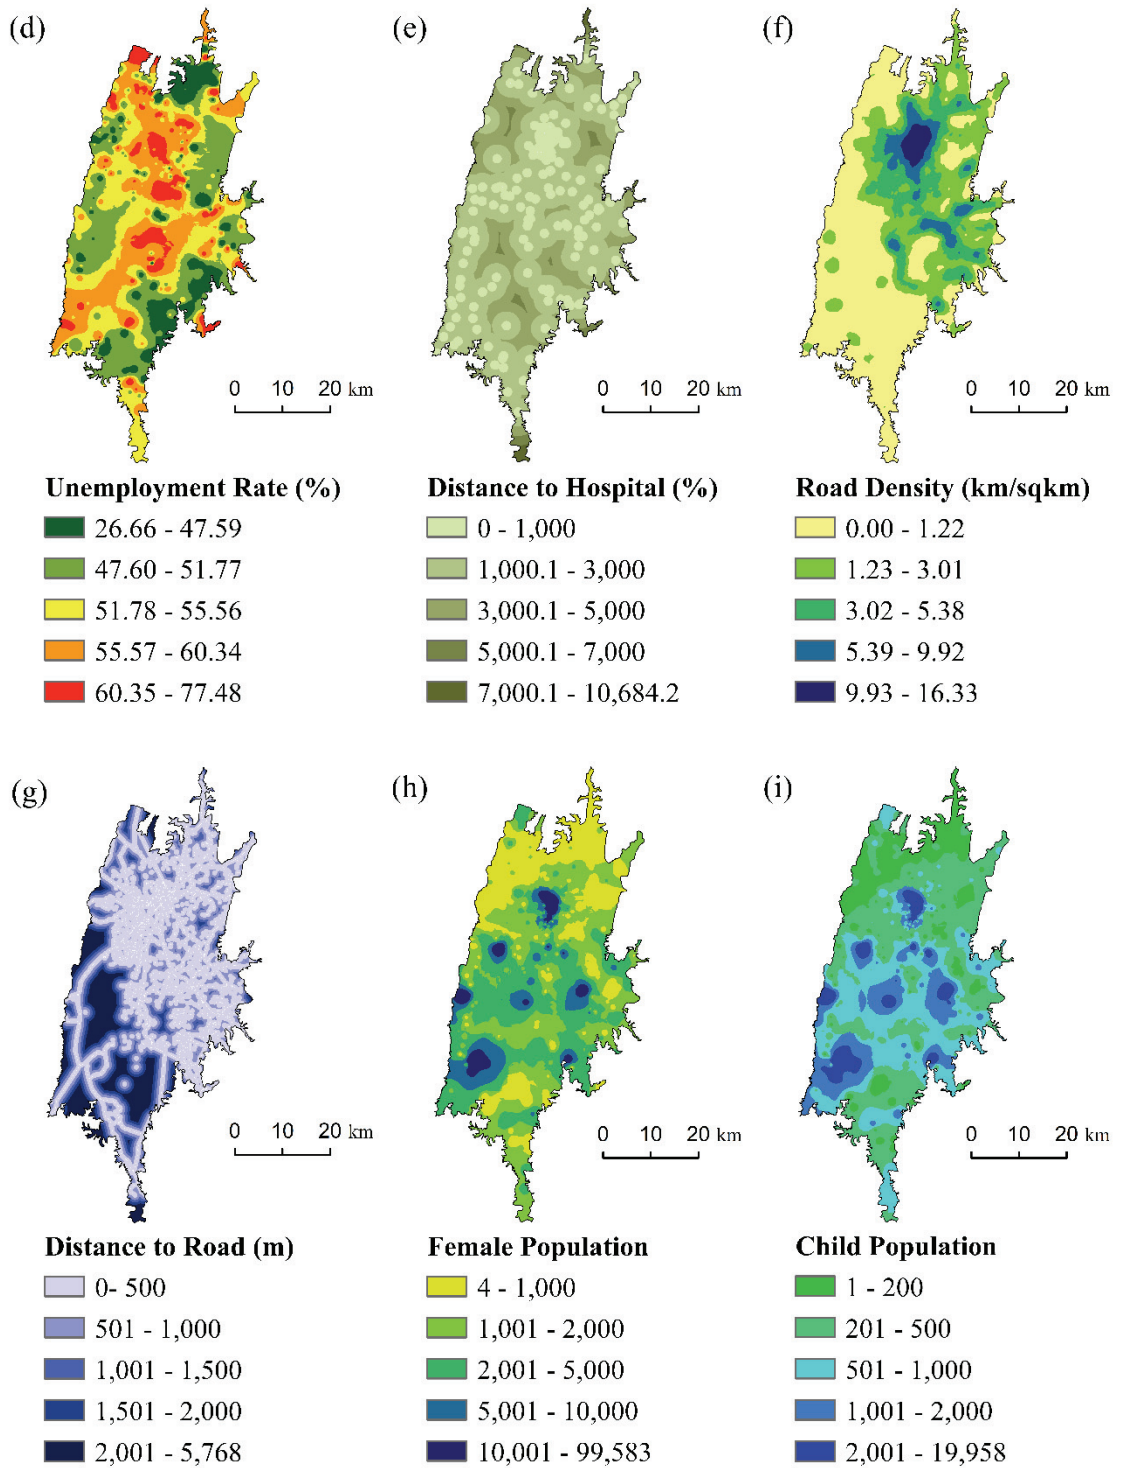 (d)
(e)
(f)
0 10 20 km
0 10 20 km
0 10 20 km
Unemployment Rate (%)
26.66 - 47.59
47.60 - 51.77
51.78 - 55.56
55.57 - 60.34
60.35 - 77.48
Distance to Hospital (%)
0 - 1,000
1,000.1 - 3,000
3,000.1 - 5,000
5,000.1 - 7,000
7,000.1 - 10,684.2
Road Density (km/sqkm)
0.00 - 1.22
1.23 - 3.01
3.02 - 5.38
5.39 - 9.92
9.93 - 16.33
(g)
(h)
(i)
0 10 20 km
0 10 20 km
0 10 20 km
Distance to Road (m)
0- 500
501 - 1,000
1,001 - 1,500
1,501 - 2,000
2,001 - 5,768
Female Population
4 - 1,000
1,001 - 2,000
2,001 - 5,000
5,001 - 10,000
10,001 - 99,583
Child Population
1 - 200
201 - 500
501 - 1,000
1,001 - 2,000
2,001 - 19,958